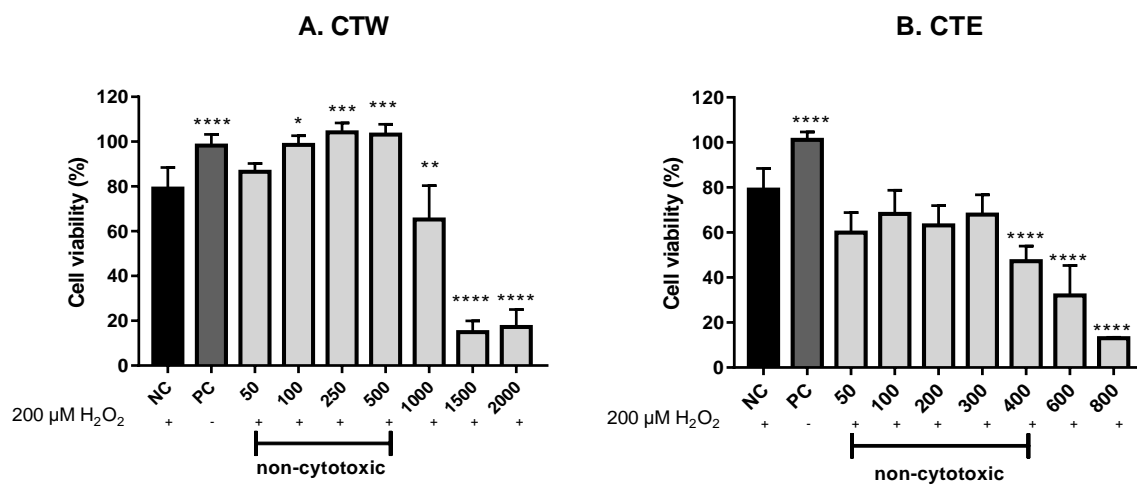 A. CTW
Cell viability (%)
120
100
80
60
40
20
0
**** * *** *** ** **** ****
NC PC 50 100 250 500 1000 1500 2000
200 µM H₂O₂ + - + + + + + + +
non-cytotoxic
B. CTE
Cell viability (%)
120
100
80
60
40
20
0
**** **** **** ****
NC PC 50 100 200 300 400 600 800
200 µM H₂O₂ + - + + + + + + +
non-cytotoxic